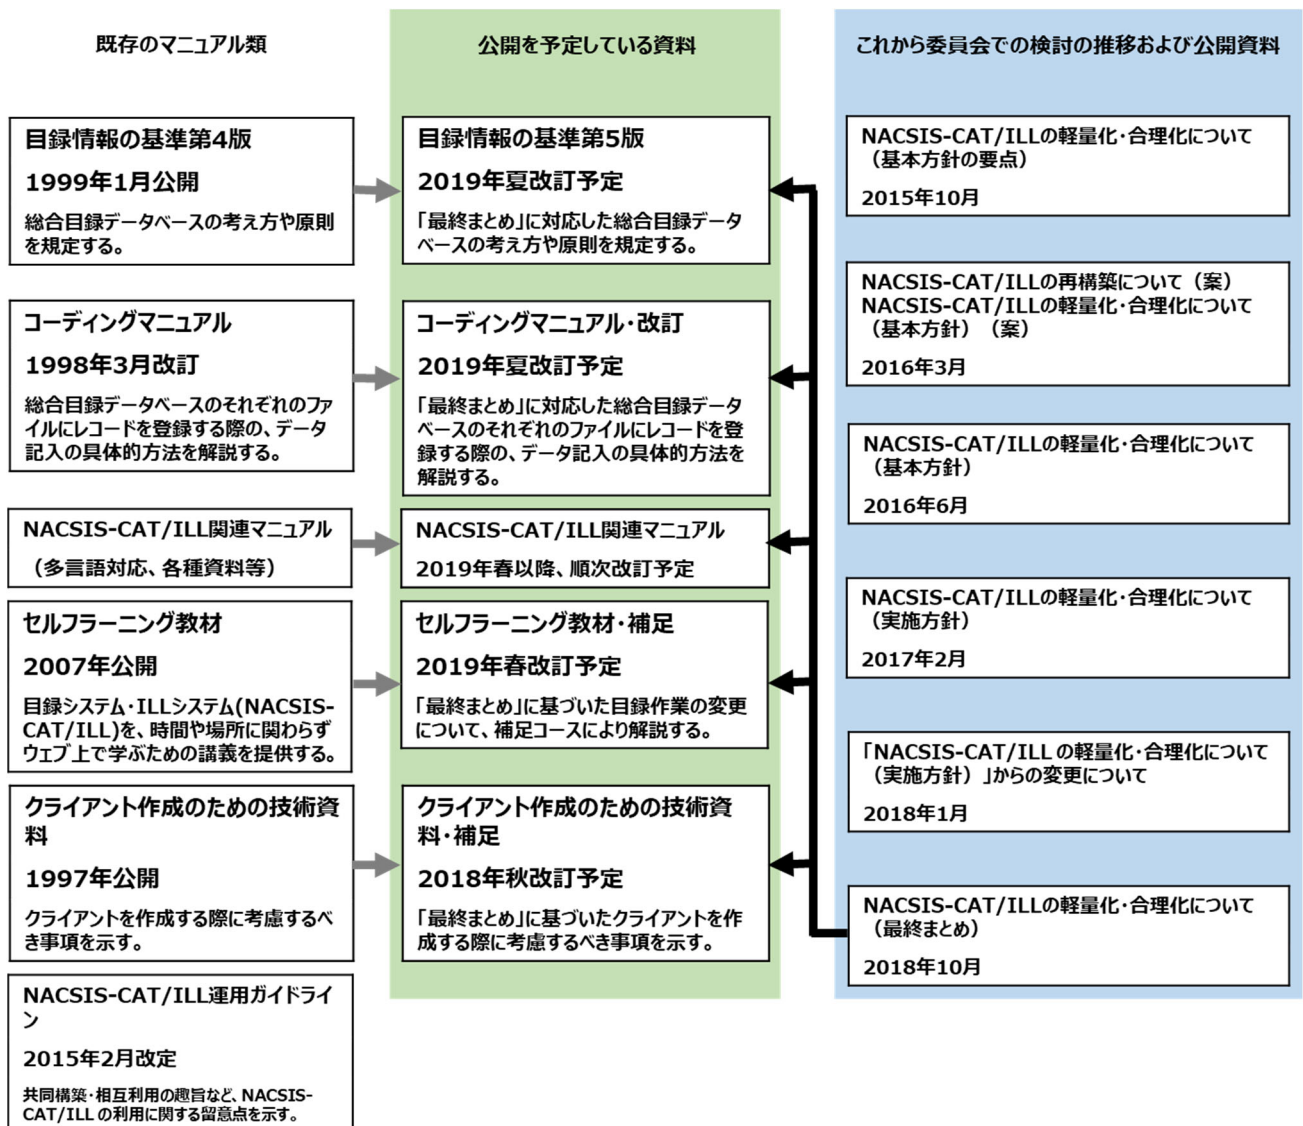 既存のマニュアル類
目録情報の基準第4版
1999年1月公開
総合目録データベースの考え方や原則
を規定する。
コーディングマニュアル
1998年3月改訂
総合目録データベースのそれぞれのファ
イルにレコードを登録する際の、データ
記入の具体的方法を解説する。
NACSIS-CAT/ILL関連マニュアル
（多言語対応、各種資料等）
セルフラーニング教材
2007年公開
目録システム・ILLシステム(NACSIS-
CAT/ILL)を、時間や場所に関わらず
ウェブ上で学ぶための講義を提供する。
クライアント作成のための技術資
料
1997年公開
クライアントを作成する際に考慮するべ
き事項を示す。
NACSIS-CAT/ILL運用ガイドライ
ン
2015年2月改定
共同構築・相互利用の趣旨など、NACSIS-
CAT/ILL の利用に関する留意点を示す。
公開を予定している資料
目録情報の基準第5版
2019年夏改訂予定
「最終まとめ」に対応した総合目録データ
ベースの考え方や原則を規定する。
コーディングマニュアル・改訂
2019年夏改訂予定
「最終まとめ」に対応した総合目録データ
ベースのそれぞれのファイルにレコードを登
録する際の、データ記入の具体的方法を
解説する。
NACSIS-CAT/ILL関連マニュアル
2019年春以降、順次改訂予定
セルフラーニング教材・補足
2019年春改訂予定
「最終まとめ」に基づいた目録作業の変更
について、補足コースにより解説する。
クライアント作成のための技術資
料・補足
2018年秋改訂予定
「最終まとめ」に基づいたクライアントを作
成する際に考慮するべき事項を示す。
これから委員会での検討の推移および公開資料
NACSIS-CAT/ILLの軽量化・合理化について
（基本方針の要点）
2015年10月
NACSIS-CAT/ILLの再構築について（案）
NACSIS-CAT/ILLの軽量化・合理化について
（基本方針）（案）
2016年3月
NACSIS-CAT/ILLの軽量化・合理化について
（基本方針）
2016年6月
NACSIS-CAT/ILLの軽量化・合理化について
（実施方針）
2017年2月
「NACSIS-CAT/ILL の軽量化・合理化について
（実施方針）」からの変更について
2018年1月
NACSIS-CAT/ILLの軽量化・合理化について
（最終まとめ）
2018年10月